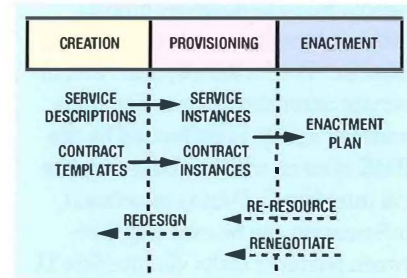 CREATION PROVISIONING ENACTMENT
SERVICE DESCRIPTIONS
SERVICE INSTANCES
ENACTMENT PLAN
CONTRACT TEMPLATES
CONTRACT INSTANCES
RE-RESOURCE
REDESIGN
RENEGOTIATE